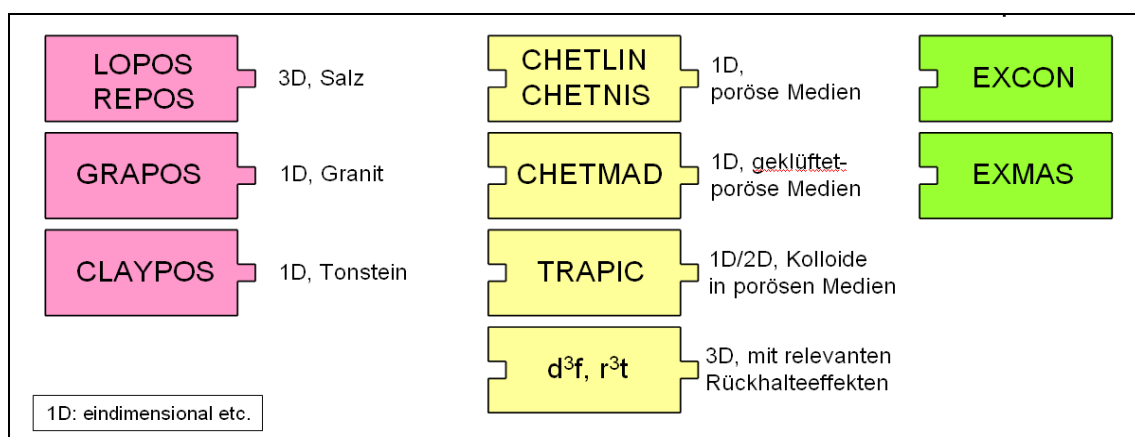 LOPOS
REPOS
3D, Salz
GRAPOS
1D, Granit
CLAYPOS
1D, Tonstein
CHETLIN
CHETNIS
1D,
poröse Medien
CHETMAD
1D, geklüftet-
poröse Medien
TRAPIC
1D/2D, Kolloide
in porösen Medien
d³f, r³t
3D, mit relevanten
Rückhalteeffekten
EXCON
EXMAS
1D: eindimensional etc.